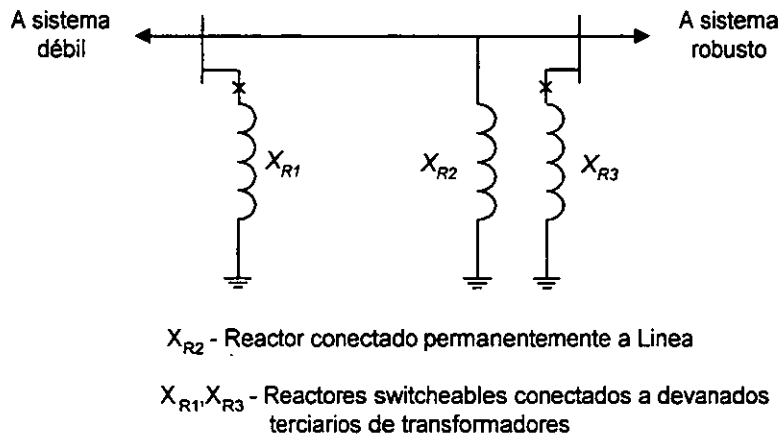 A sistema
débil
A sistema
robusto
X_R1
X_R2
X_R3
X_R2 - Reactor conectado permanentemente a Linea
X_R1, X_R3 - Reactores switcheables conectados a devanados
terciarios de transformadores